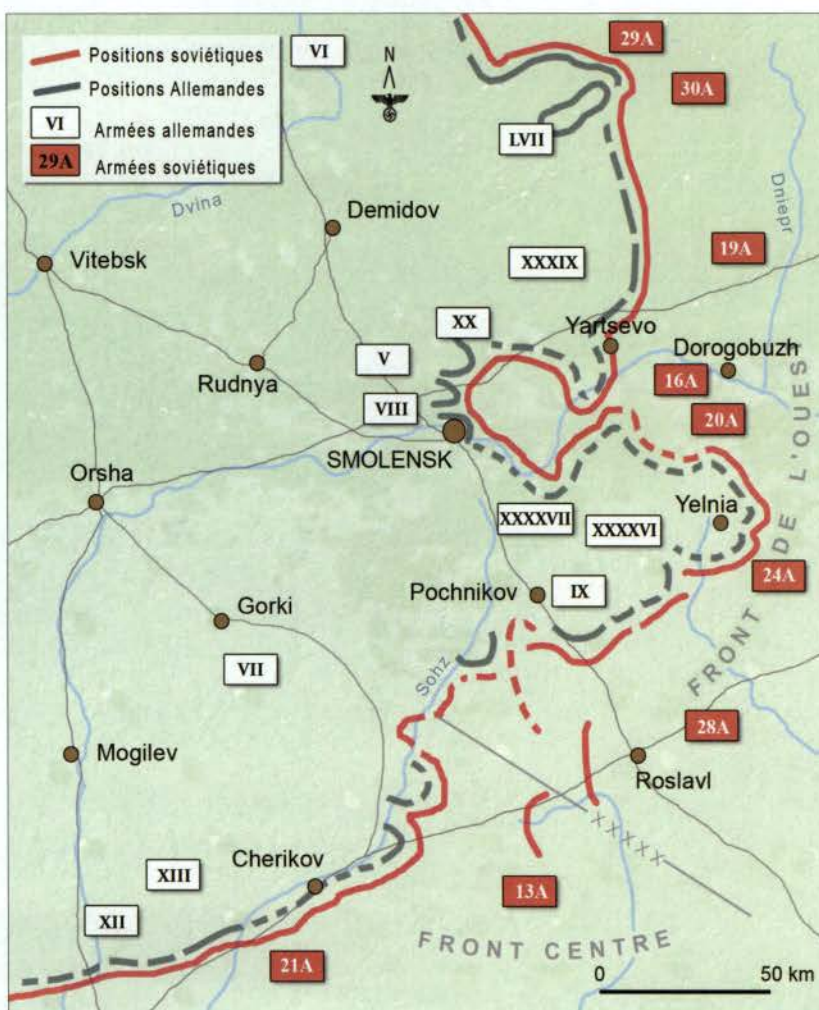 Positions soviétiques
Positions Allemandes
VI Armées allemandes
29A Armées soviétiques
VI
N
29A
30A
LVII
Dvina
Demidov
Dniepr
Vitebsk
XXXIX
19A
XX
Yartsevo
V
Dorogobuzh
Rudnya
16A
VIII
20A
SMOLENSK
Orsha
XXXXVII
XXXXVI
Yelnia
Pochnikov
IX
24A
Gorki
VII
Sohz
FRONT DE L'OUEST
28A
Mogilev
Roslavl
XXXXX
XIII
Cherikov
13A
XII
FRONT CENTRE
21A
0 50 km